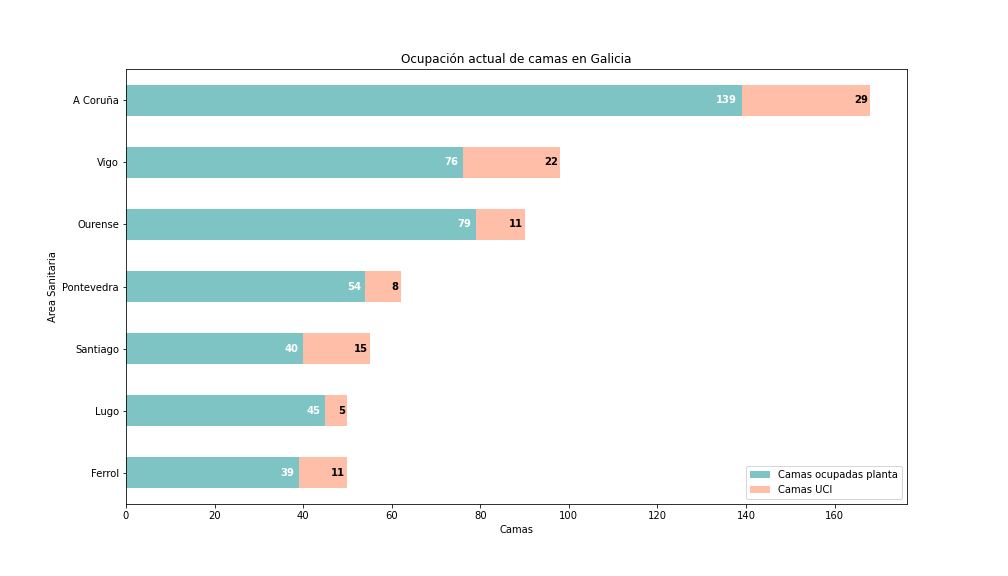 Ocupación actual de camas en Galicia
Area Sanitaria
A Coruña 139 29
Vigo 76 22
Ourense 79 11
Pontevedra 54 8
Santiago 40 15
Lugo 45 5
Ferrol 39 11
Camas ocupadas planta
Camas UCI
0 20 40 60 80 100 120 140 160
Camas